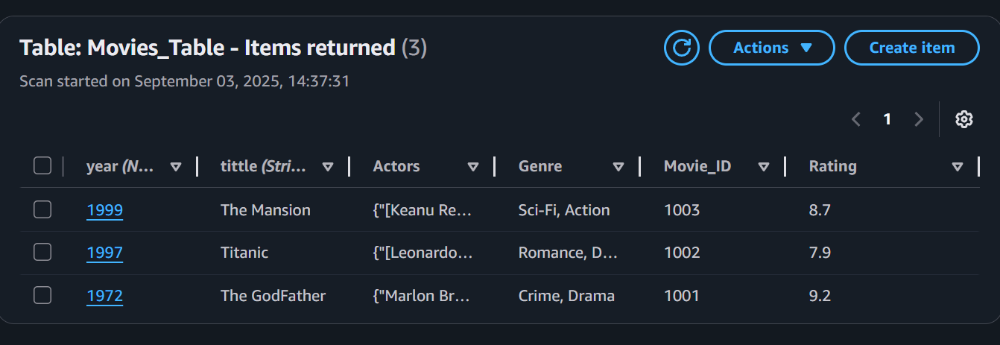 Table: Movies_Table - Items returned (3)
Actions Create item
Scan started on September 03, 2025, 14:37:31
1
year (N... tittle (Stri... Actors Genre Movie_ID Rating
1999 The Mansion {"[Keanu Re... Sci-Fi, Action 1003 8.7
1997 Titanic {"[Leonardo... Romance, D... 1002 7.9
1972 The GodFather {"Marlon Br... Crime, Drama 1001 9.2